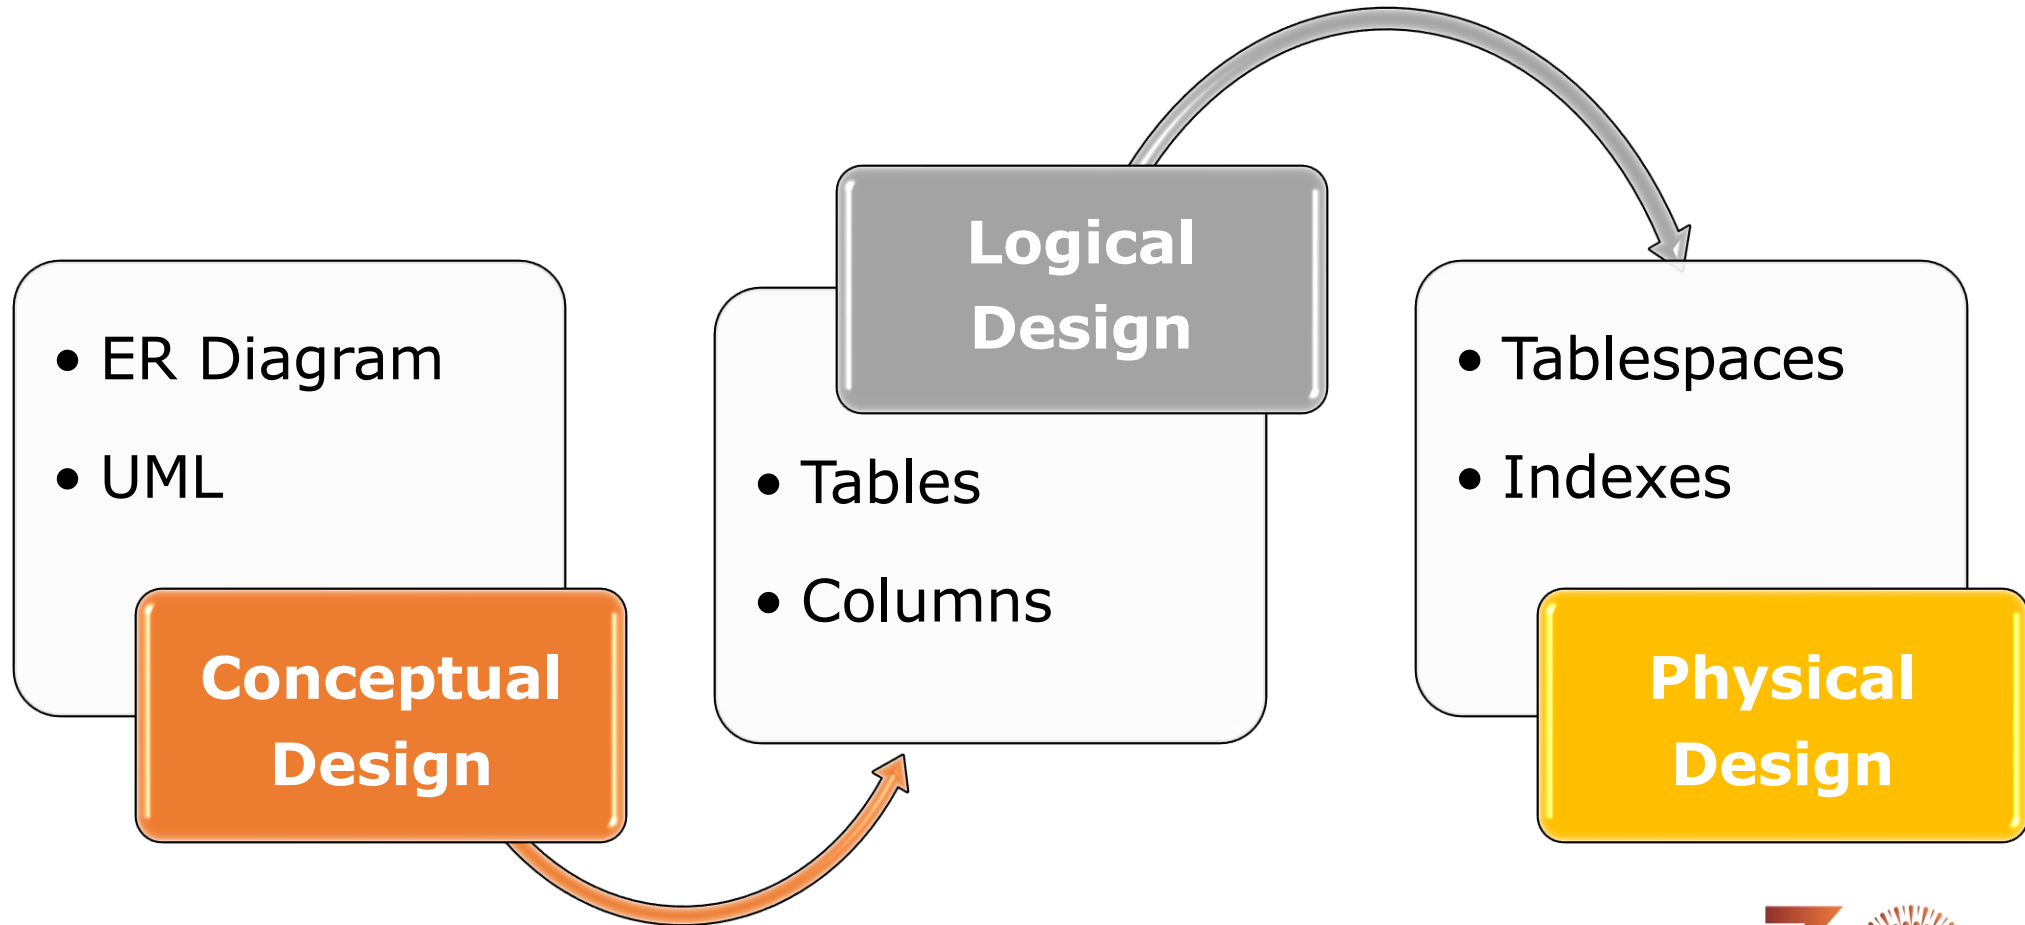 • ER Diagram
• UML
Conceptual
Design
Logical
Design
• Tables
• Columns
• Tablespaces
• Indexes
Physical
Design